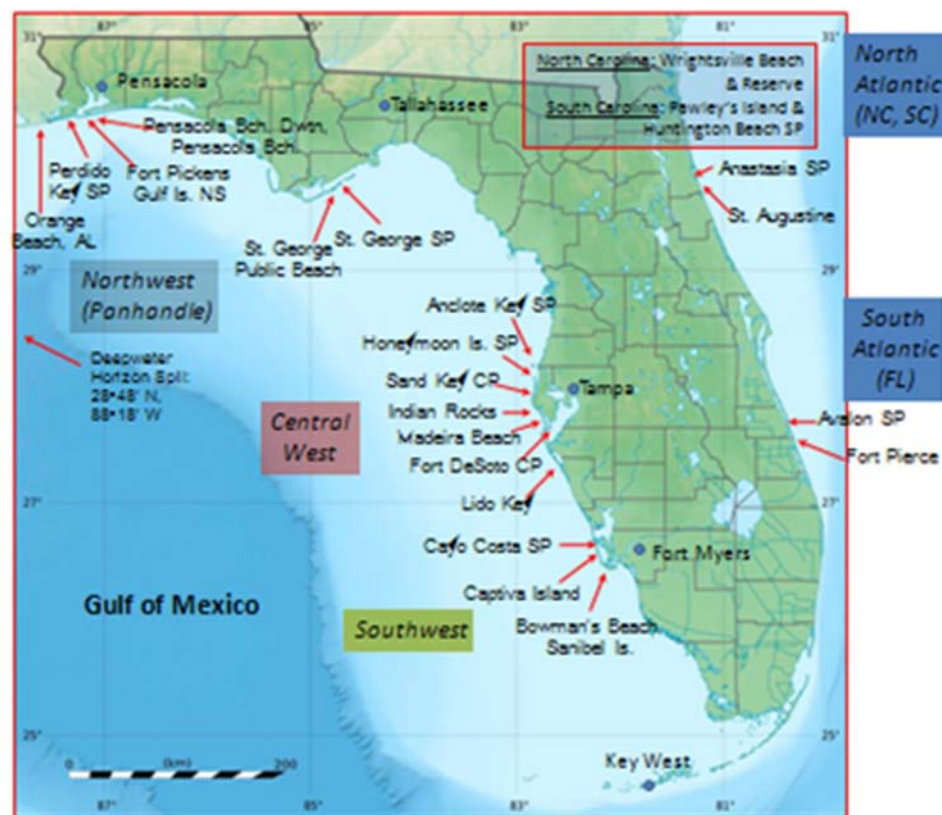 87°
85°
83°
81°
31°
31°
North Carolina: Wrightsville Beach
& Reserve
South Carolina: Pawley's Island &
Huntington Beach SP
North
Atlantic
(NC, SC)
Pensacola
Tallahassee
Pensacola Bch. Dwtn,
Pensacola Bch.
Perdido
Key SP
Fort Pickens
Gulf Is. NS
Orange
Beach, AL
Anastasia SP
St. Augustine
St. George
Public Beach
St. George SP
29°
29°
Northwest
(Panhandle)
Deepwater
Horizon Spill:
28°48' N,
88°18' W
Anclote Key SP
Honeymoon Is. SP
Sand Key CP
Indian Rocks
Madeira Beach
Fort DeSoto CP
Lido Key
Tampa
South
Atlantic
(FL)
Central
West
Avalon SP
Fort Pierce
27°
27°
Cayo Costa SP
Captiva Island
Bowman's Beach
Sanibel Is.
Fort Myers
Gulf of Mexico
Southwest
25°
25°
0 (km) 200
Key West
87°
85°
83°
81°